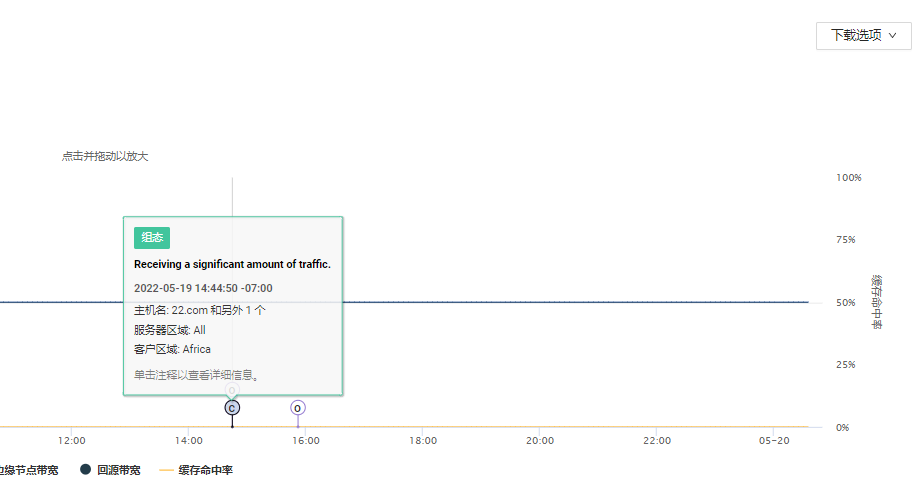 下载选项
点击并拖动以放大
100%
组态
Receiving a significant amount of traffic.
75%
2022-05-19 14:44:50 -07:00
主机名: 22.com 和另外 1 个
50%
缓存命中率
服务器区域: All
客户区域: Africa
25%
单击注释以查看详细信息。
O
C
O
0%
12:00
14:00
16:00
18:00
20:00
22:00
05-20
边缘节点带宽
回源带宽
缓存命中率